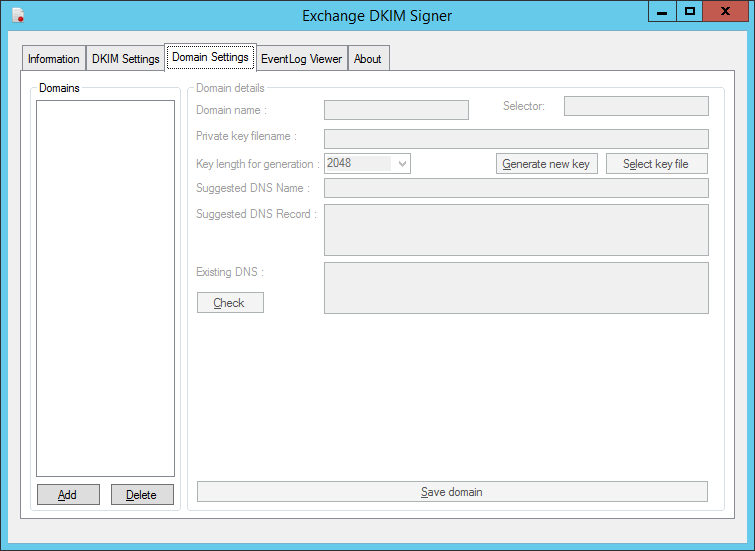 Exchange DKIM Signer
Information DKIM Settings Domain Settings EventLog Viewer About
Domains
Add Delete
Domain details
Domain name : Selector:
Private key filename :
Key length for generation : 2048 Generate new key Select key file
Suggested DNS Name :
Suggested DNS Record :
Existing DNS :
Check
Save domain